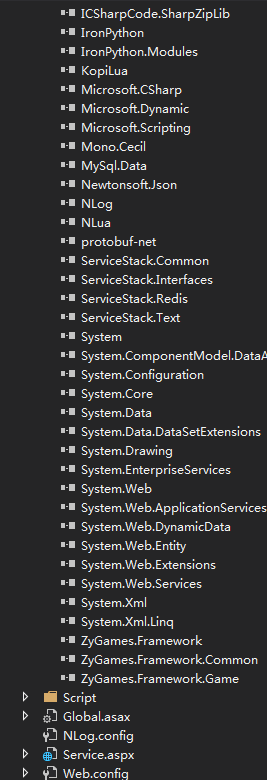 ICSharpCode.SharpZipLib
IronPython
IronPython.Modules
KopiLua
Microsoft.CSharp
Microsoft.Dynamic
Microsoft.Scripting
Mono.Cecil
MySql.Data
Newtonsoft.Json
NLog
NLua
protobuf-net
ServiceStack.Common
ServiceStack.Interfaces
ServiceStack.Redis
ServiceStack.Text
System
System.ComponentModel.DataA
System.Configuration
System.Core
System.Data
System.Data.DataSetExtensions
System.Drawing
System.EnterpriseServices
System.Web
System.Web.ApplicationServices
System.Web.DynamicData
System.Web.Entity
System.Web.Extensions
System.Web.Services
System.Xml
System.Xml.Linq
ZyGames.Framework
ZyGames.Framework.Common
ZyGames.Framework.Game
Script
Global.asax
NLog.config
Service.aspx
Web.config